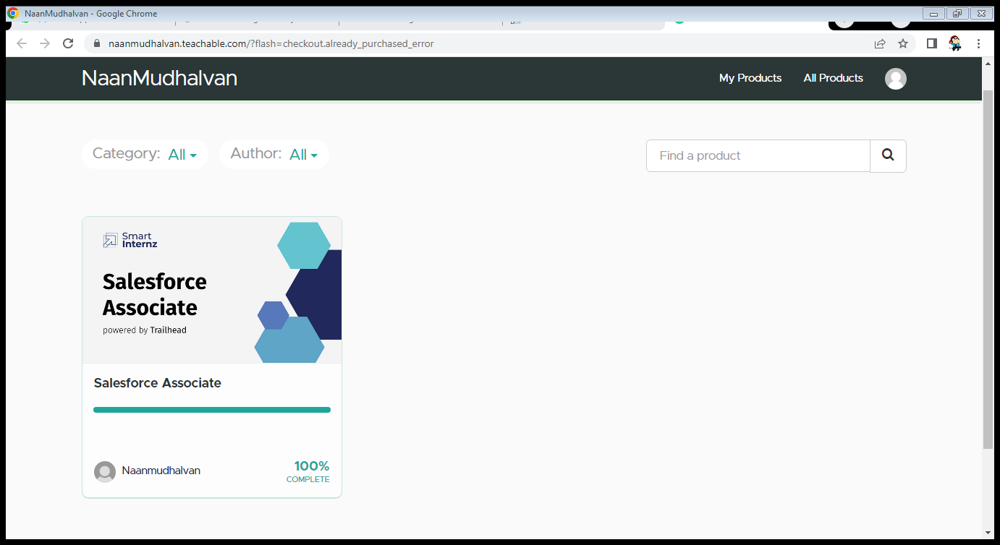 NaanMudhalvan - Google Chrome
naanmudhalvan.teachable.com/?flash=checkout.already_purchased_error
NaanMudhalvan
My Products
All Products
Category: All
Author: All
Find a product
Smart
Internz
Salesforce
Associate
powered by Trailhead
Salesforce Associate
Naanmudhalvan
100%
COMPLETE